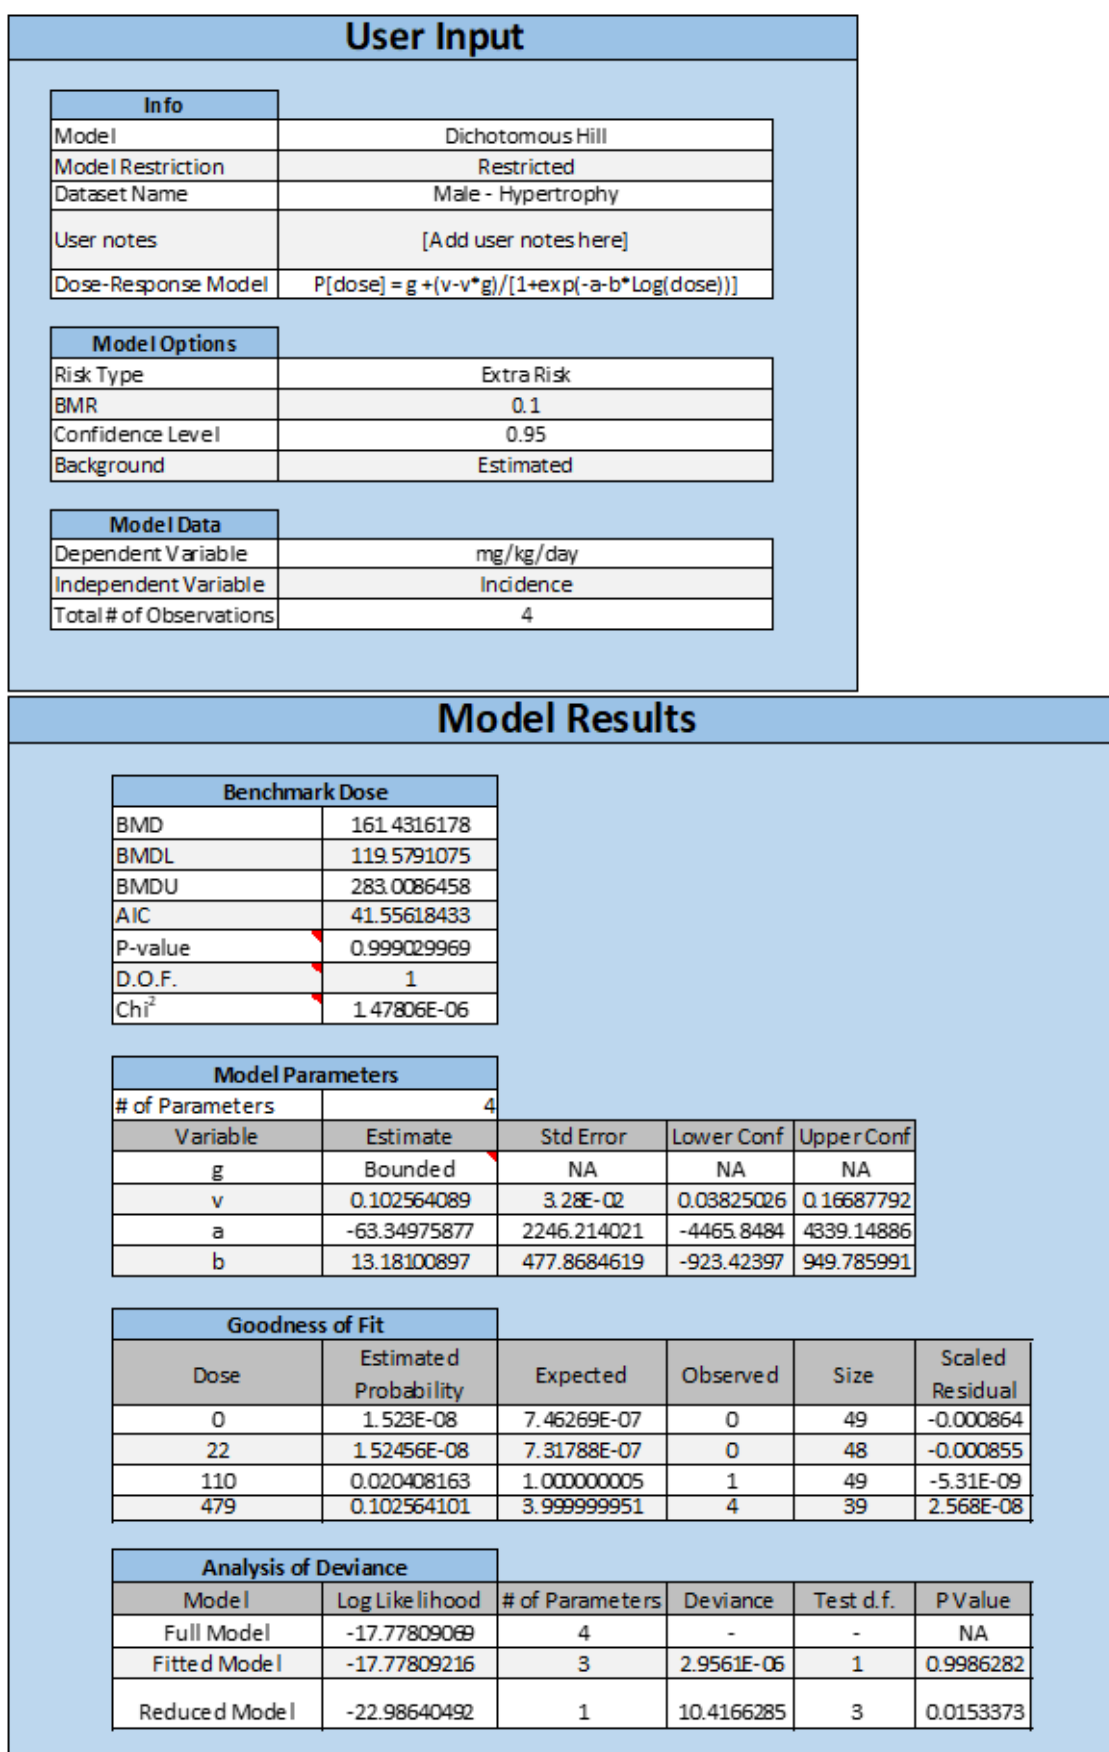 User Input
Info
Model Dichotomous Hill
Model Restriction Restricted
Dataset Name Male - Hypertrophy
User notes [Add user notes here]
Dose-Response Model P[dose] = g +(v-v*g)/[1+exp(-a-b*Log(dose))]
Model Options
Risk Type Extra Risk
BMR 0.1
Confidence Level 0.95
Background Estimated
Model Data
Dependent Variable mg/kg/day
Independent Variable Incidence
Total # of Observations 4
Model Results
Benchmark Dose
BMD 161.4316178
BMDL 119.5791075
BMDU 283.0086458
AIC 41.55618433
P-value 0.999029969
D.O.F. 1
Chi² 1.47806E-06
Model Parameters
# of Parameters 4
Variable Estimate Std Error Lower Conf Upper Conf
g Bounded NA NA NA
v 0.102564089 3.28E-02 0.03825026 0.16687792
a -63.34975877 2246.214021 -4465.8484 4339.14886
b 13.18100897 477.8684619 -923.42397 949.785991
Goodness of Fit
Dose Estimated Probability Expected Observed Size Scaled Residual
0 1.523E-08 7.46269E-07 0 49 -0.000864
22 1.52456E-08 7.31788E-07 0 48 -0.000855
110 0.020408163 1.000000005 1 49 -5.31E-09
479 0.102564101 3.999999951 4 39 2.568E-08
Analysis of Deviance
Model Log Likelihood # of Parameters Deviance Test d.f. P Value
Full Model -17.77809069 4 - - NA
Fitted Model -17.77809216 3 2.9561E-06 1 0.9986282
Reduced Model -22.98640492 1 10.4166285 3 0.0153373